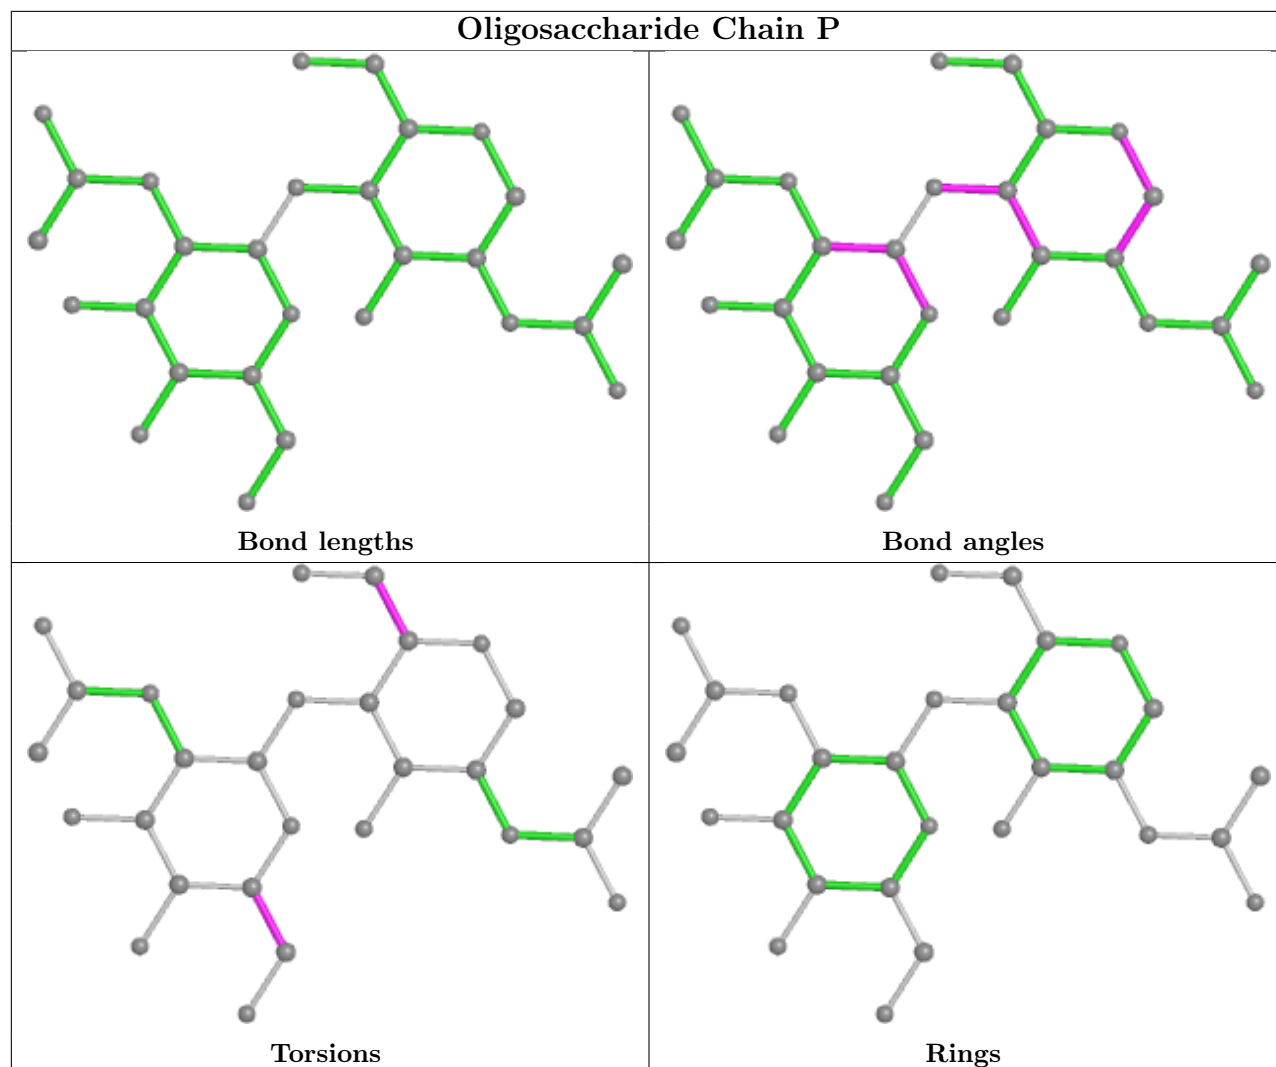 Oligosaccharide Chain P
Bond lengths
Bond angles
Torsions
Rings